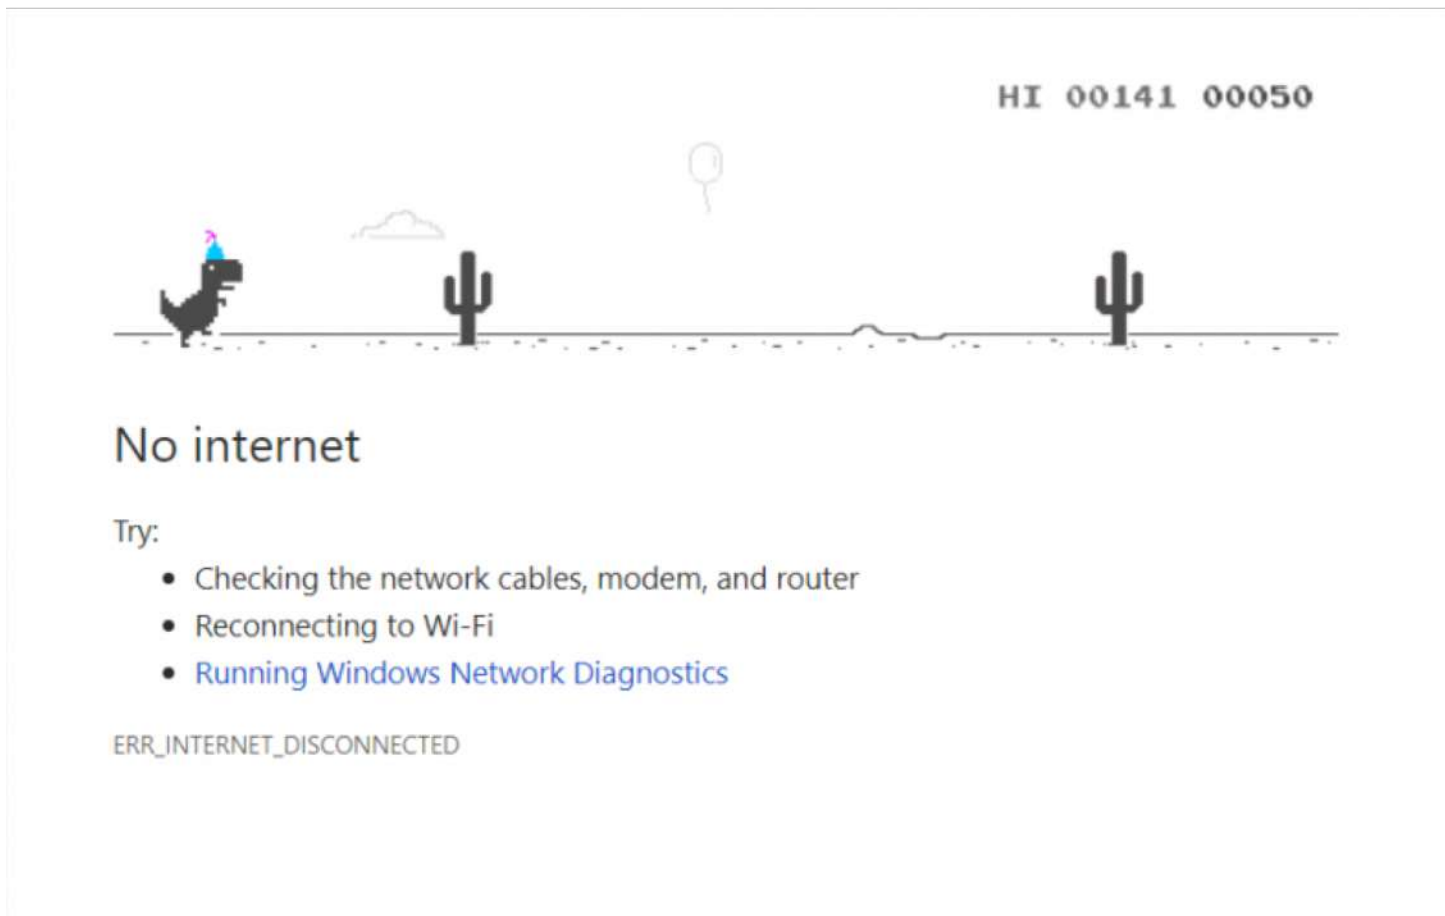 HI 00141 00050
No internet
Try:
• Checking the network cables, modem, and router
• Reconnecting to Wi-Fi
• Running Windows Network Diagnostics
ERR_INTERNET_DISCONNECTED